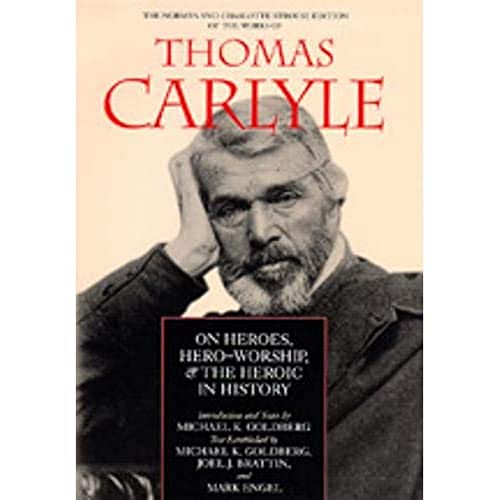 THE NORMAN AND CHARLOTTE STROUSE EDITION
OF THE WORKS OF
THOMAS
CARLYLE
ON HEROES,
HERO-WORSHIP,
& THE HEROIC
IN HISTORY
Introduction and Notes by
MICHAEL K. GOLDBERG
Text Established by
MICHAEL K. GOLDBERG,
JOEL J. BRATTIN,
and
MARK ENGEL